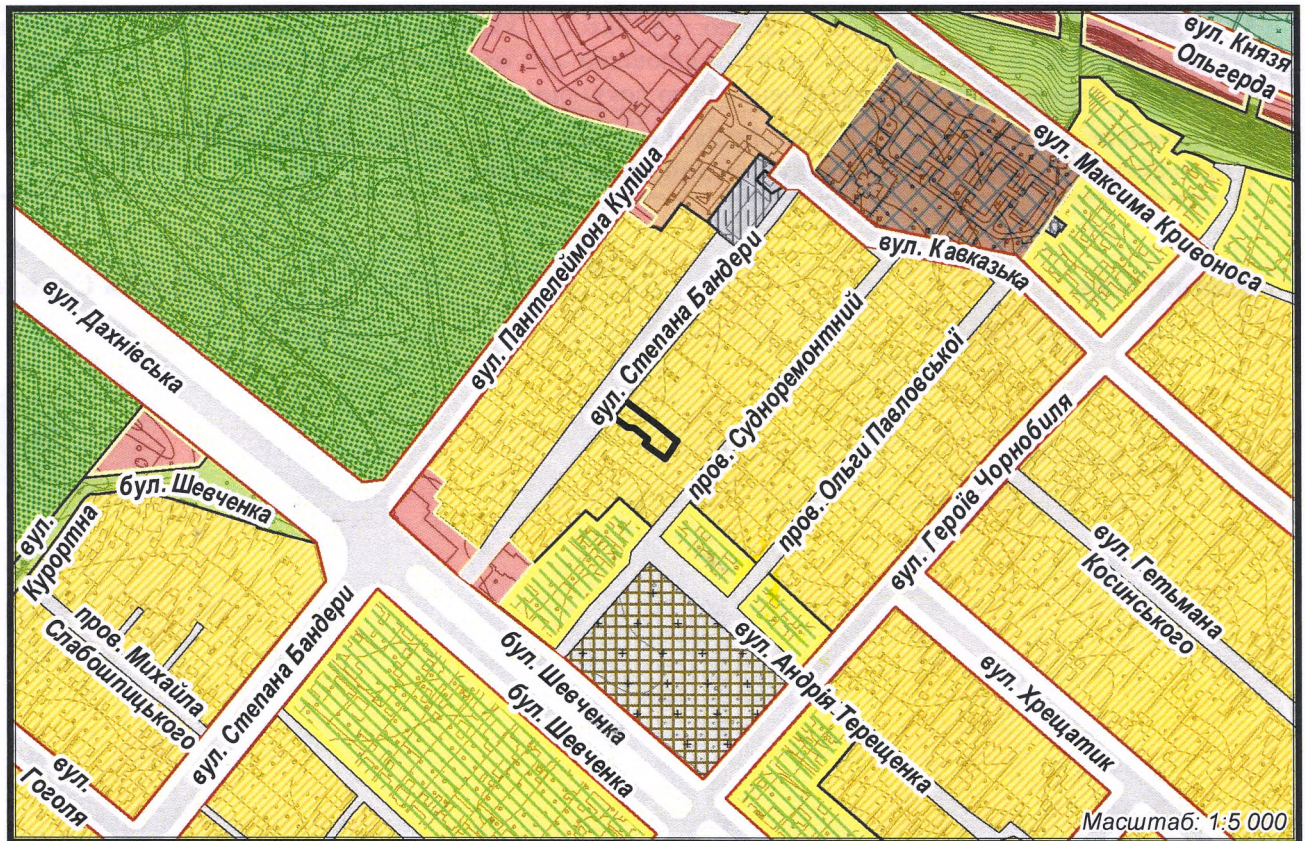 вул. Князя
Ольгерда
вул. Максима Кривоноса
вул. Пантелеймона Куліша
вул. Кавказька
вул. Степана Бандери
пров. Судноремонтний
пров. Ольги Павловської
вул. Дахнівська
вул. Героїв Чорнобиля
бул. Шевченка
вул.
Курортна
вул. Гетьмана
Косинського
пров. Михайла
Слабошпицького
вул. Степана Бандери
бул. Шевченка
бул. Шевченка
вул. Андрія Терещенка
вул. Хрещатик
вул.
Гоголя
Масштаб: 1:5 000